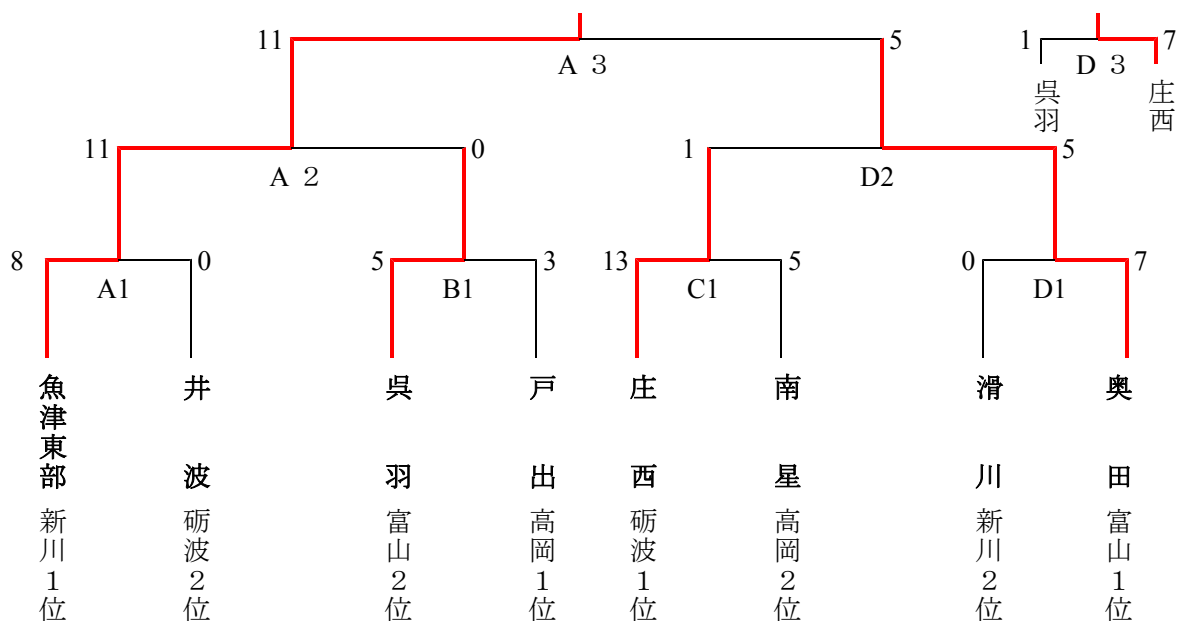 11
5
A ３
1
7
D ３
呉羽
庄西
11
0
A ２
1
5
D2
8
0
A1
5
3
B1
13
5
C1
0
7
D1
魚津東部
新川１位
井波
砺波２位
呉羽
富山２位
戸出
高岡１位
庄西
砺波１位
南星
高岡２位
滑川
新川２位
奥田
富山１位